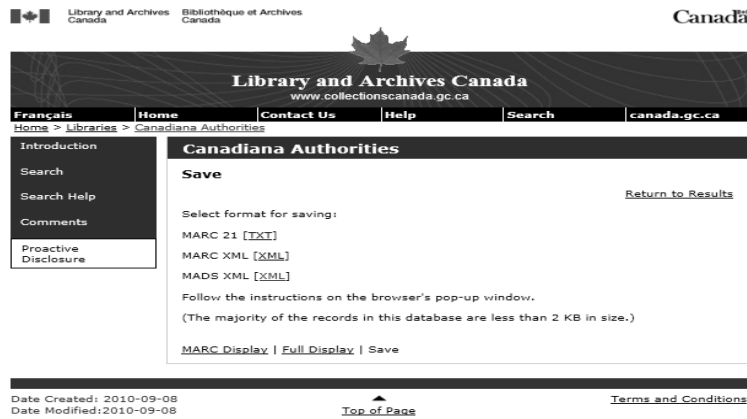 Library and Archives Canada
Bibliothèque et Archives Canada
Canada
Library and Archives Canada
www.collectionscanada.gc.ca
Français Home Contact Us Help Search canada.gc.ca
Home > Libraries > Canadiana Authorities
Introduction
Search
Search Help
Comments
Proactive
Disclosure
Canadiana Authorities
Save
Return to Results
Select format for saving:
MARC 21 [TXT]
MARC XML [XML]
MADS XML [XML]
Follow the instructions on the browser's pop-up window.
(The majority of the records in this database are less than 2 KB in size.)
MARC Display | Full Display | Save
Date Created: 2010-09-08
Date Modified:2010-09-08
Top of Page
Terms and Conditions